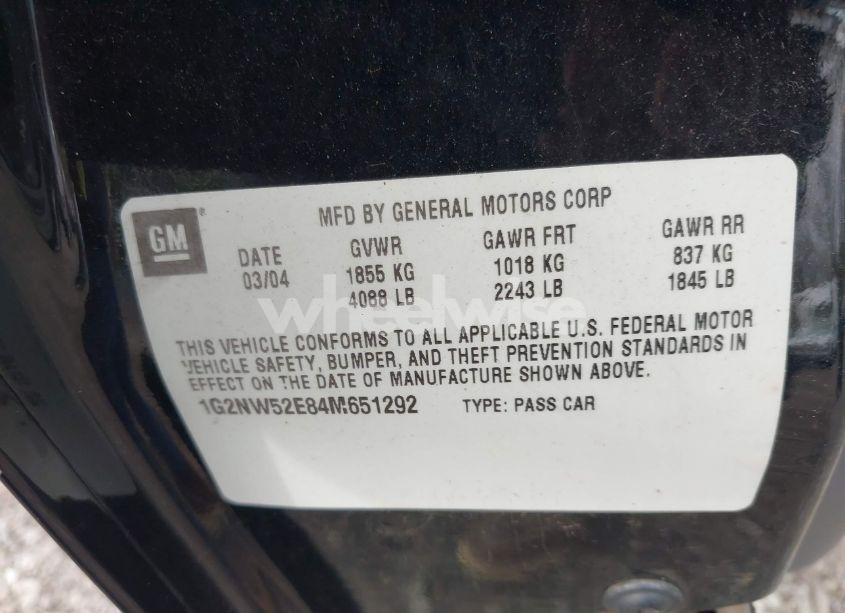 GM
MFD BY GENERAL MOTORS CORP
DATE GVWR GAWR FRT GAWR RR
03/04 1855 KG 1018 KG 837 KG
4088 LB 2243 LB 1845 LB
wheelwise
THIS VEHICLE CONFORMS TO ALL APPLICABLE U.S. FEDERAL MOTOR
VEHICLE SAFETY, BUMPER, AND THEFT PREVENTION STANDARDS IN
EFFECT ON THE DATE OF MANUFACTURE SHOWN ABOVE.
1G2NW52E84M651292 TYPE: PASS CAR